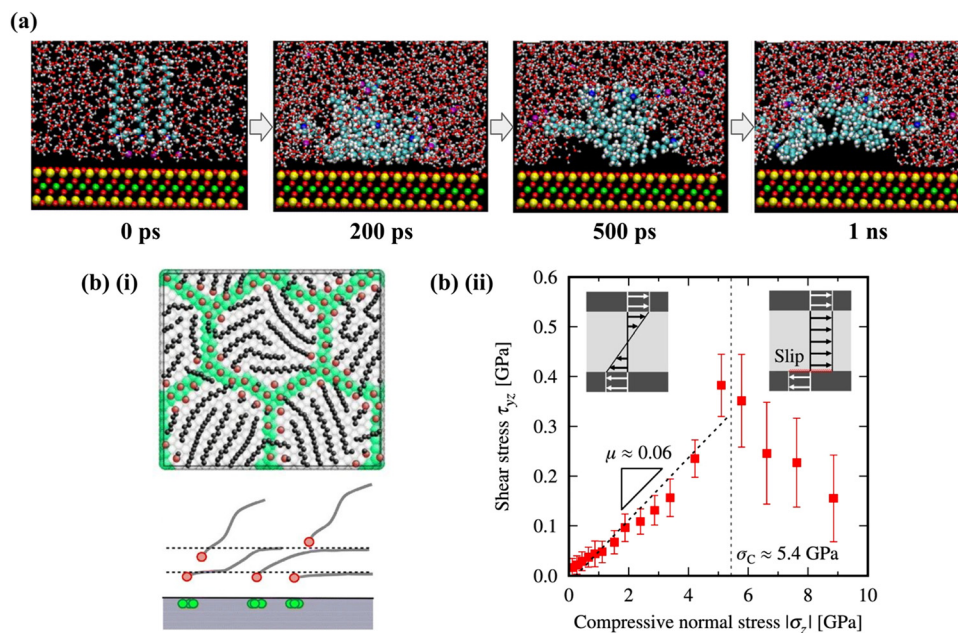 (a)
0 ps
200 ps
500 ps
1 ns
(b) (i)
(b) (ii)
Shear stress τyz [GPa]
0.6
0.5
0.4
0.3
0.2
0.1
0.0
Slip
μ ≈ 0.06
σC ≈ 5.4 GPa
0
2
4
6
8
10
Compressive normal stress |σz| [GPa]